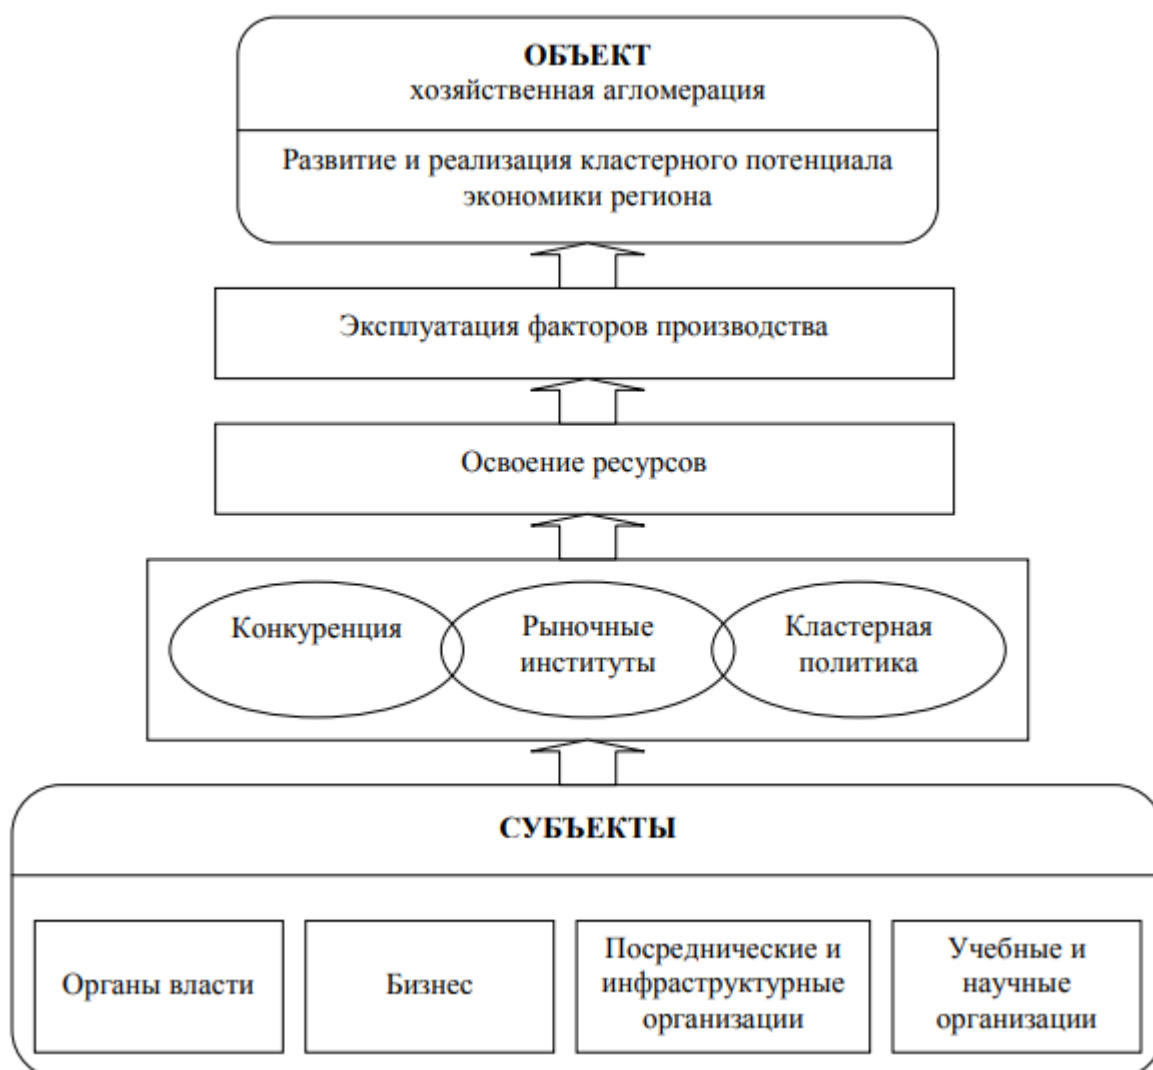 ОБЪЕКТ
хозяйственная агломерация
Развитие и реализация кластерного потенциала
экономики региона
Эксплуатация факторов производства
Освоение ресурсов
Конкуренция
Рыночные
институты
Кластерная
политика
СУБЪЕКТЫ
Органы власти
Бизнес
Посреднические и
инфраструктурные
организации
Учебные и
научные
организации